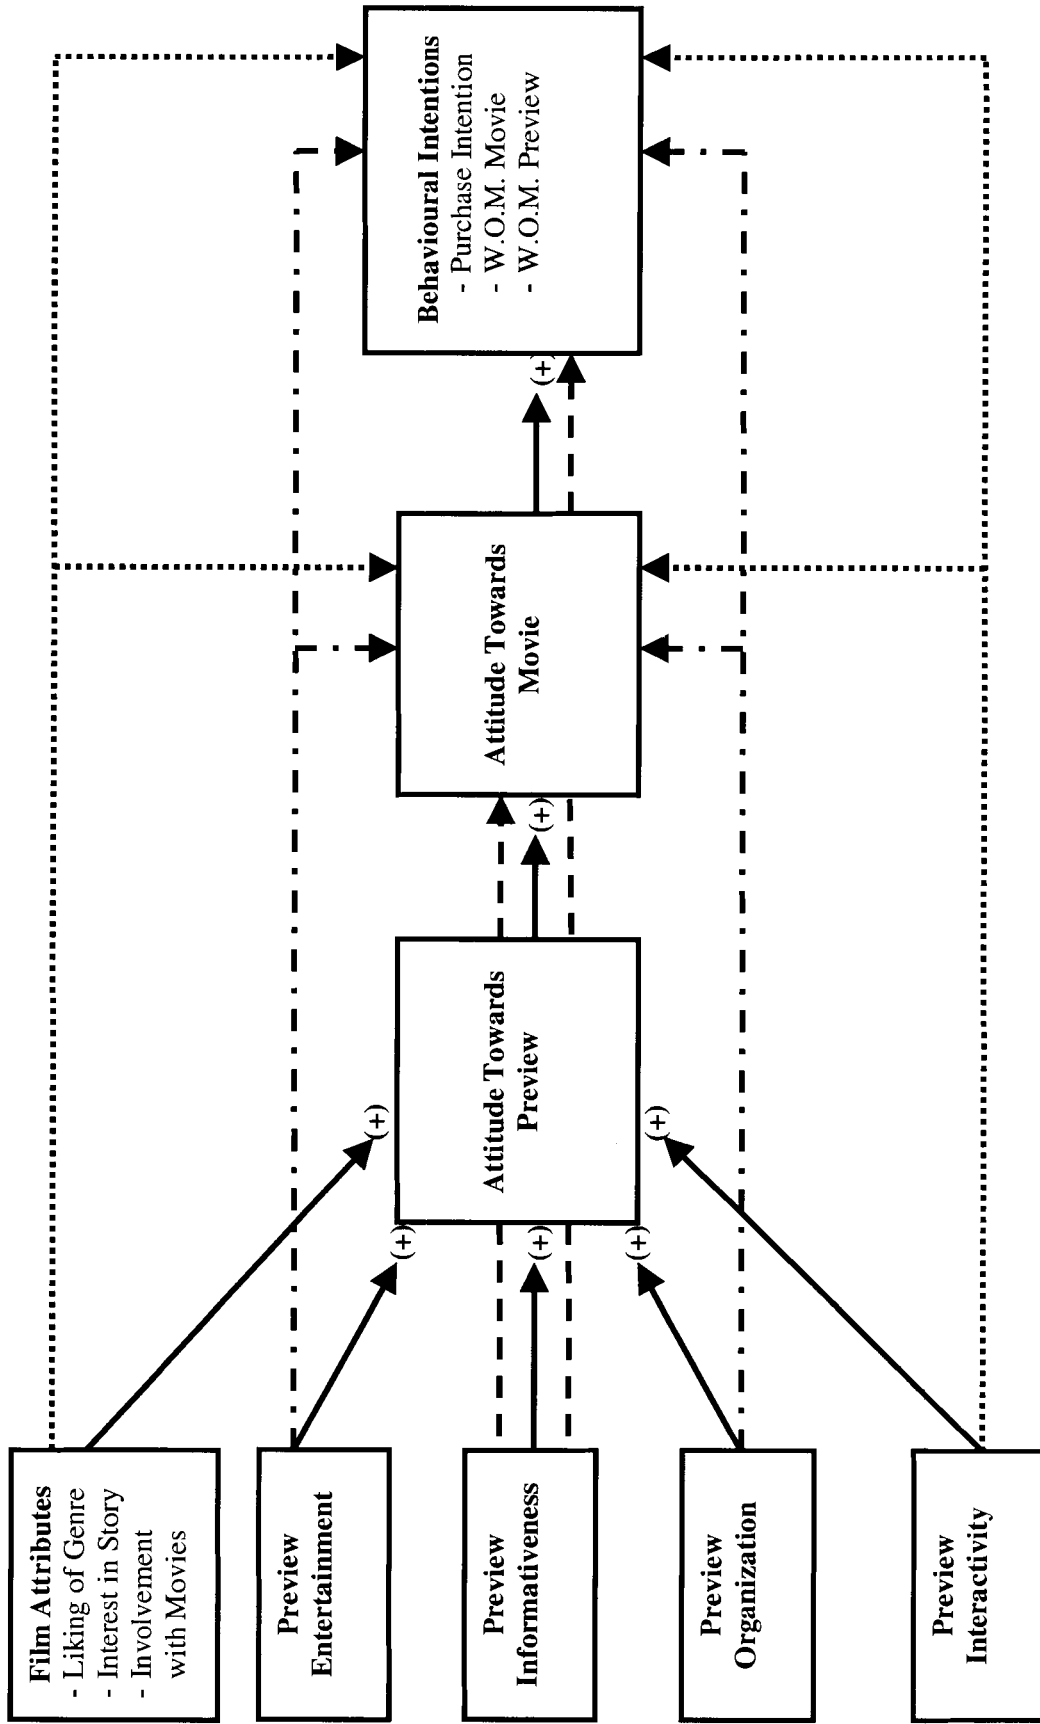 Film Attributes
- Liking of Genre
- Interest in Story
- Involvement
with Movies
Preview
Entertainment
Preview
Informativeness
Preview
Organization
Preview
Interactivity
(+)
(+)
(+)
(+)
(+)
Attitude Towards
Preview
(+)
Attitude Towards
Movie
(+)
Behavioural Intentions
- Purchase Intention
- W.O.M. Movie
- W.O.M. Preview